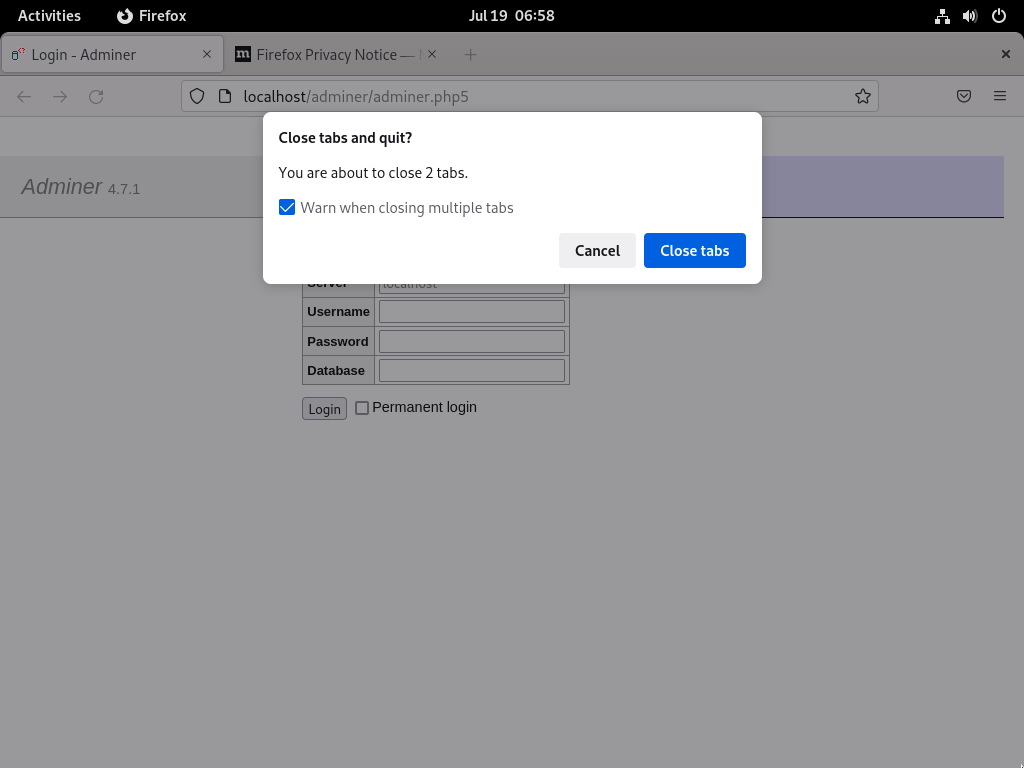 Activities Firefox Jul 19 06:58
Login - Adminer Firefox Privacy Notice —
localhost/adminer/adminer.php5
Close tabs and quit?
You are about to close 2 tabs.
Warn when closing multiple tabs
Cancel Close tabs
Adminer 4.7.1
Server localhost
Username
Password
Database
Login Permanent login